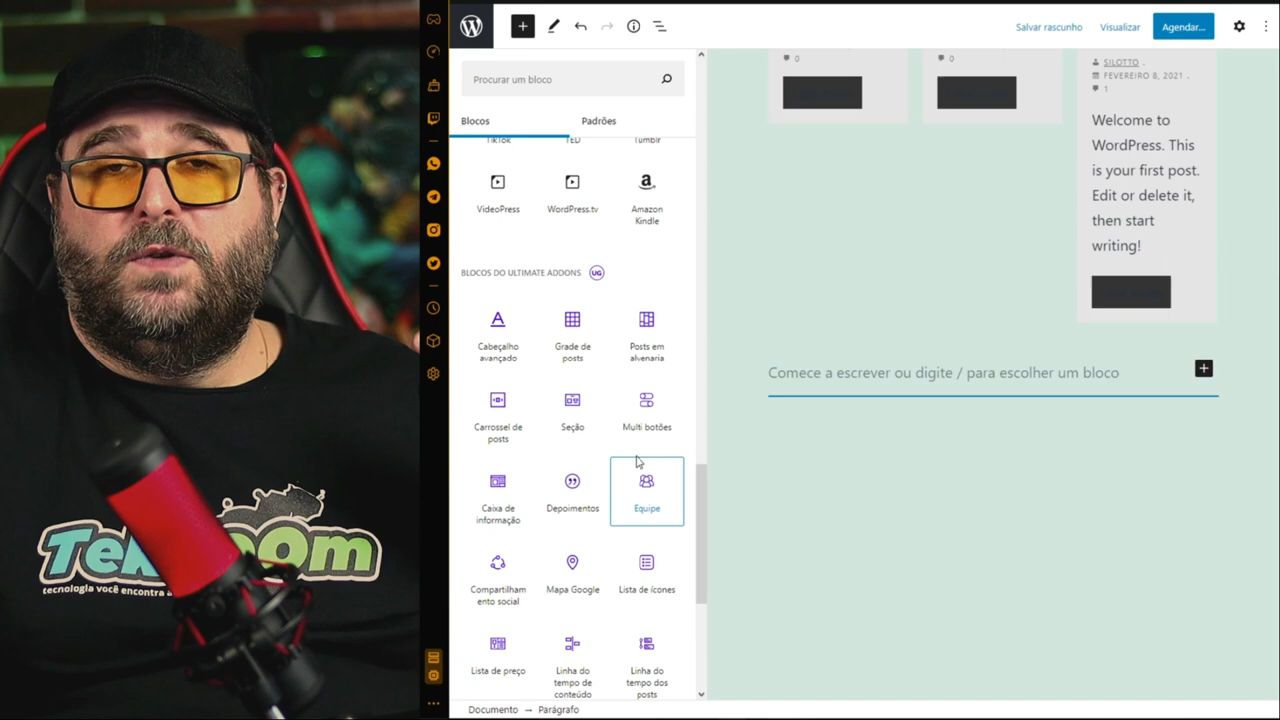 Salvar rascunho
Visualizar
Agendar...
Procurar um bloco
Blocos
Padrões
TikTok
TED
Tumblr
VideoPress
WordPress.tv
Amazon
Kindle
BLOCOS DO ULTIMATE ADDONS
UG
Cabeçalho
avançado
Grade de
posts
Posts em
alvenaria
Carrossel de
posts
Seção
Multi botões
Caixa de
informação
Depoimentos
Equipe
Compartilham
ento social
Mapa Google
Lista de ícones
Lista de preço
Linha do
tempo de
conteúdo
Linha do
tempo dos
posts
Documento → Parágrafo
0
0
SILOTTO .
FEVEREIRO 8, 2021 .
1
Welcome to
WordPress. This
is your first post.
Edit or delete it,
then start
writing!
Comece a escrever ou digite / para escolher um bloco
tecnologia você encontra a